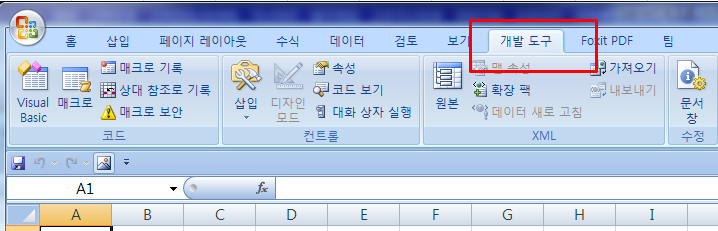 홈 삽입 페이지 레이아웃 수식 데이터 검토 보기 개발 도구 Foxit PDF 팀
Visual Basic
매크로
매크로 기록
상대 참조로 기록
매크로 보안
코드
삽입
디자인 모드
속성
코드 보기
대화 상자 실행
컨트롤
원본
맵 속성
확장 팩
데이터 새로 고침
가져오기
내보내기
XML
문서 창
수정
A1 fx
A B C D E F G H I